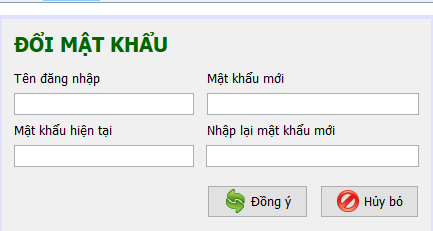 ĐỔI MẬT KHẨU
Tên đăng nhập Mật khẩu mới
Mật khẩu hiện tại Nhập lại mật khẩu mới
Đồng ý Hủy bỏ